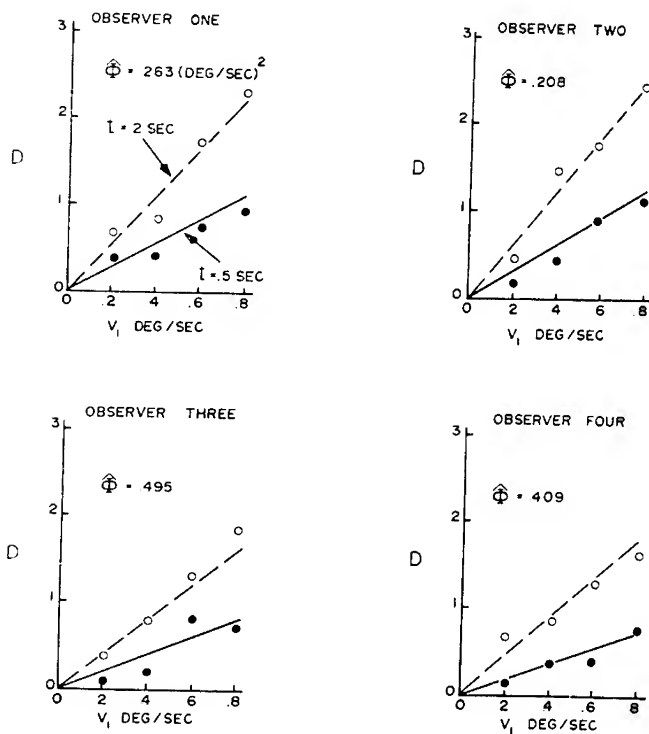 OBSERVER ONE
Φ̂ = .263 (DEG/SEC)²
t = 2 SEC
t = .5 SEC
D
3
2
1
0
0 .2 .4 .6 .8
V₁ DEG/SEC
OBSERVER TWO
Φ̂ = .208
D
3
2
1
0
0 .2 .4 .6 .8
V₁ DEG/SEC
OBSERVER THREE
Φ̂ = .495
D
3
2
1
0
0 .2 .4 .6 .8
V₁ DEG/SEC
OBSERVER FOUR
Φ̂ = .409
D
3
2
1
0
0 .2 .4 .6 .8
V₁ DEG/SEC